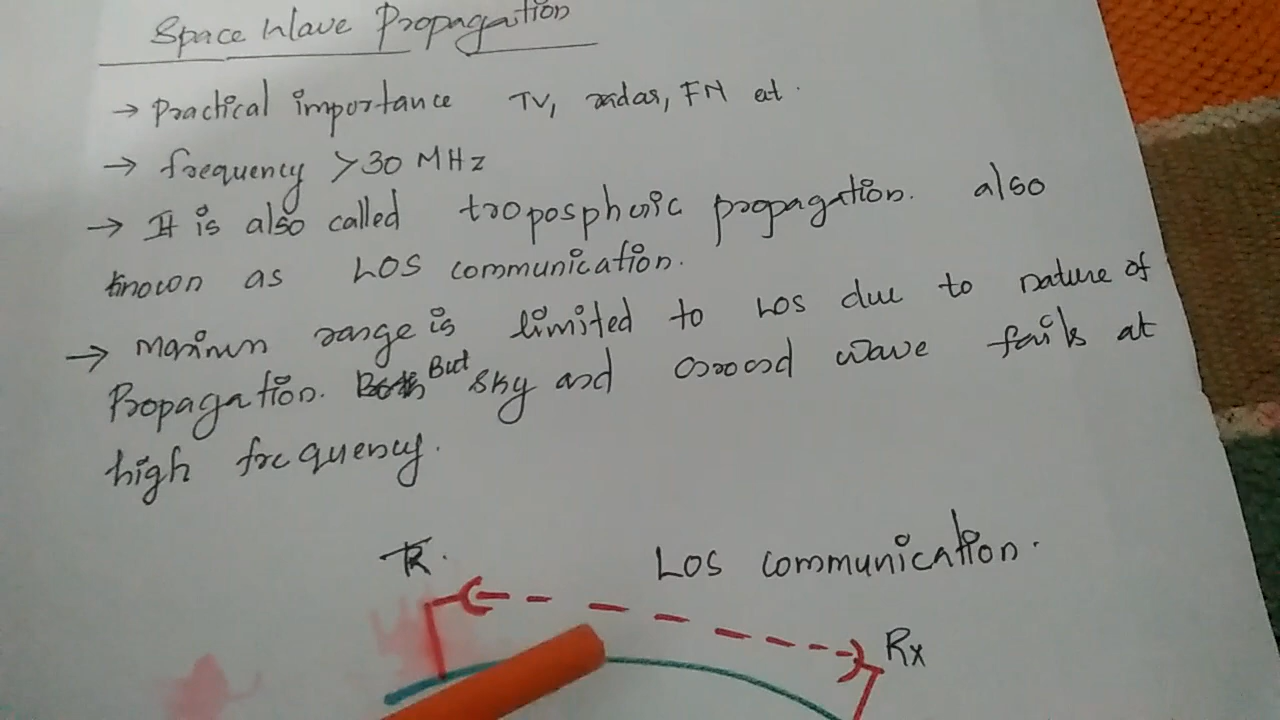 Space Wave Propagation
→ Practical importance TV, radar, FM et.
→ frequency >30 MHz
→ It is also called tropospheric propagation. also
known as LOS communication.
→ Maximum range is limited to LOS due to nature of
Propagation. But sky and Ground wave fails at
high frequency.
LOS communication.
Rx